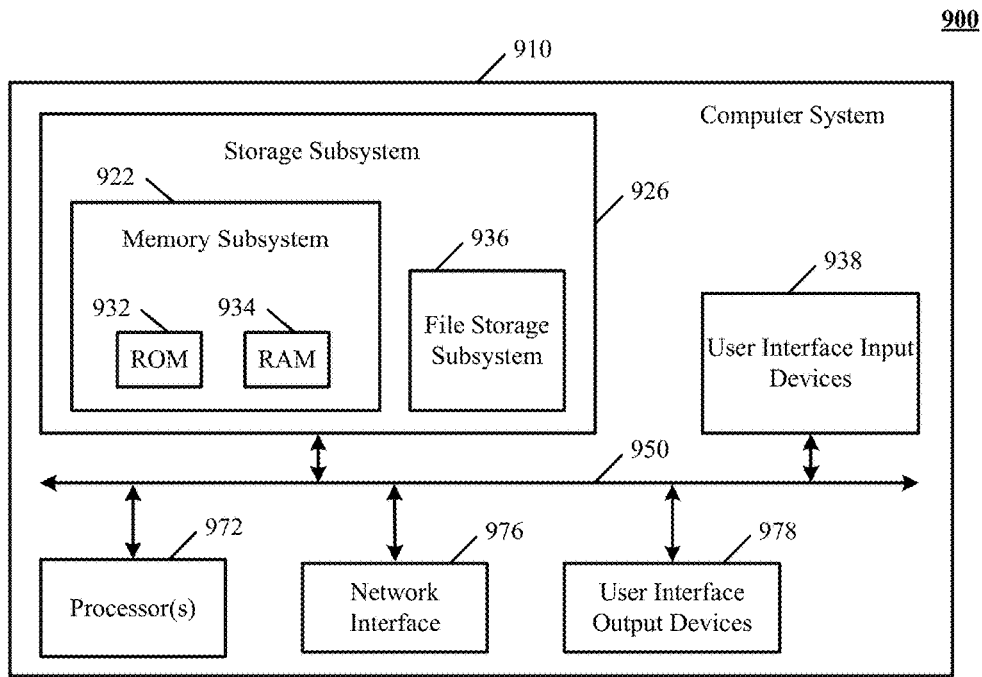 900
910
Computer System
Storage Subsystem
922
926
Memory Subsystem
936
938
932
934
ROM
RAM
File Storage
Subsystem
User Interface Input
Devices
950
972
976
978
Processor(s)
Network
Interface
User Interface
Output Devices